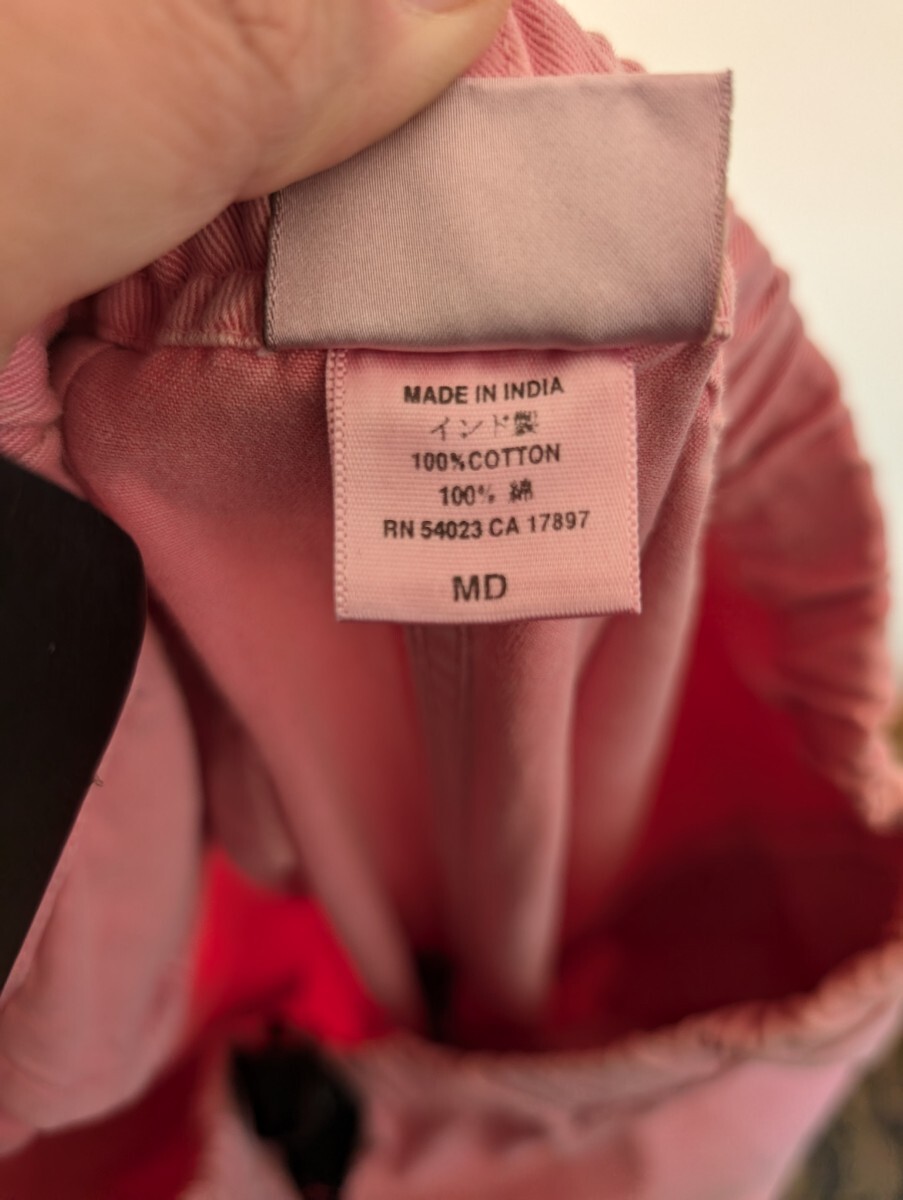 MADE IN INDIA
インド製
100%COTTON
100% 綿
RN 54023 CA 17897
MD